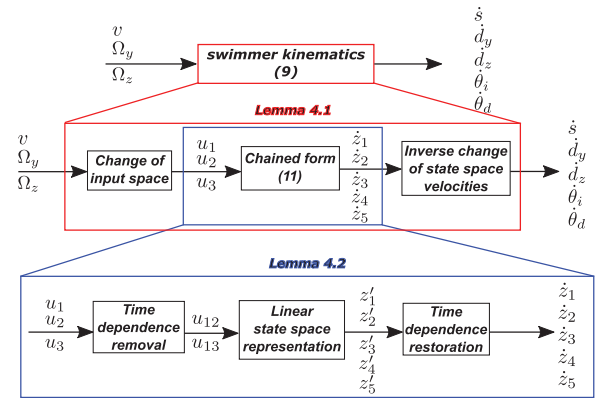 v
Ω_y
Ω_z
swimmer kinematics
(9)
ṡ
ḋ_y
ḋ_z
θ̇_i
θ̇_d
Lemma 4.1
v
Ω_y
Ω_z
Change of
input space
u_1
u_2
u_3
Chained form
(11)
ż_1
ż_2
ż_3
ż_4
ż_5
Inverse change
of state space
velocities
ṡ
ḋ_y
ḋ_z
θ̇_i
θ̇_d
Lemma 4.2
u_1
u_2
u_3
Time
dependence
removal
u_12
u_13
Linear
state space
representation
z′_1
z′_2
z′_3
z′_4
z′_5
Time
dependence
restoration
ż_1
ż_2
ż_3
ż_4
ż_5